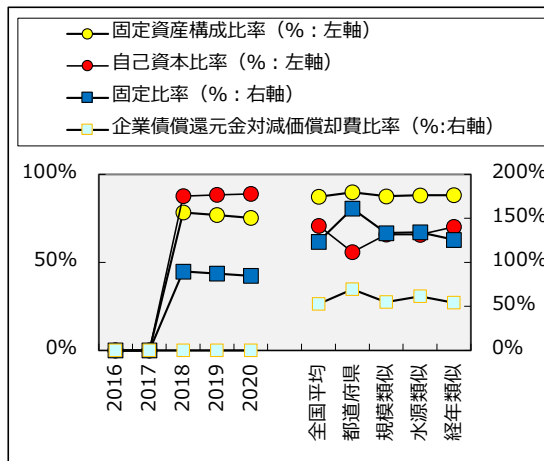 固定資産構成比率（%：左軸）
自己資本比率（%：左軸）
固定比率（%：右軸）
企業債償還元金対減価償却費比率（%:右軸）
100%
50%
0%
200%
150%
100%
50%
0%
2016
2017
2018
2019
2020
全国平均
都道府県
規模類似
水源類似
経年類似